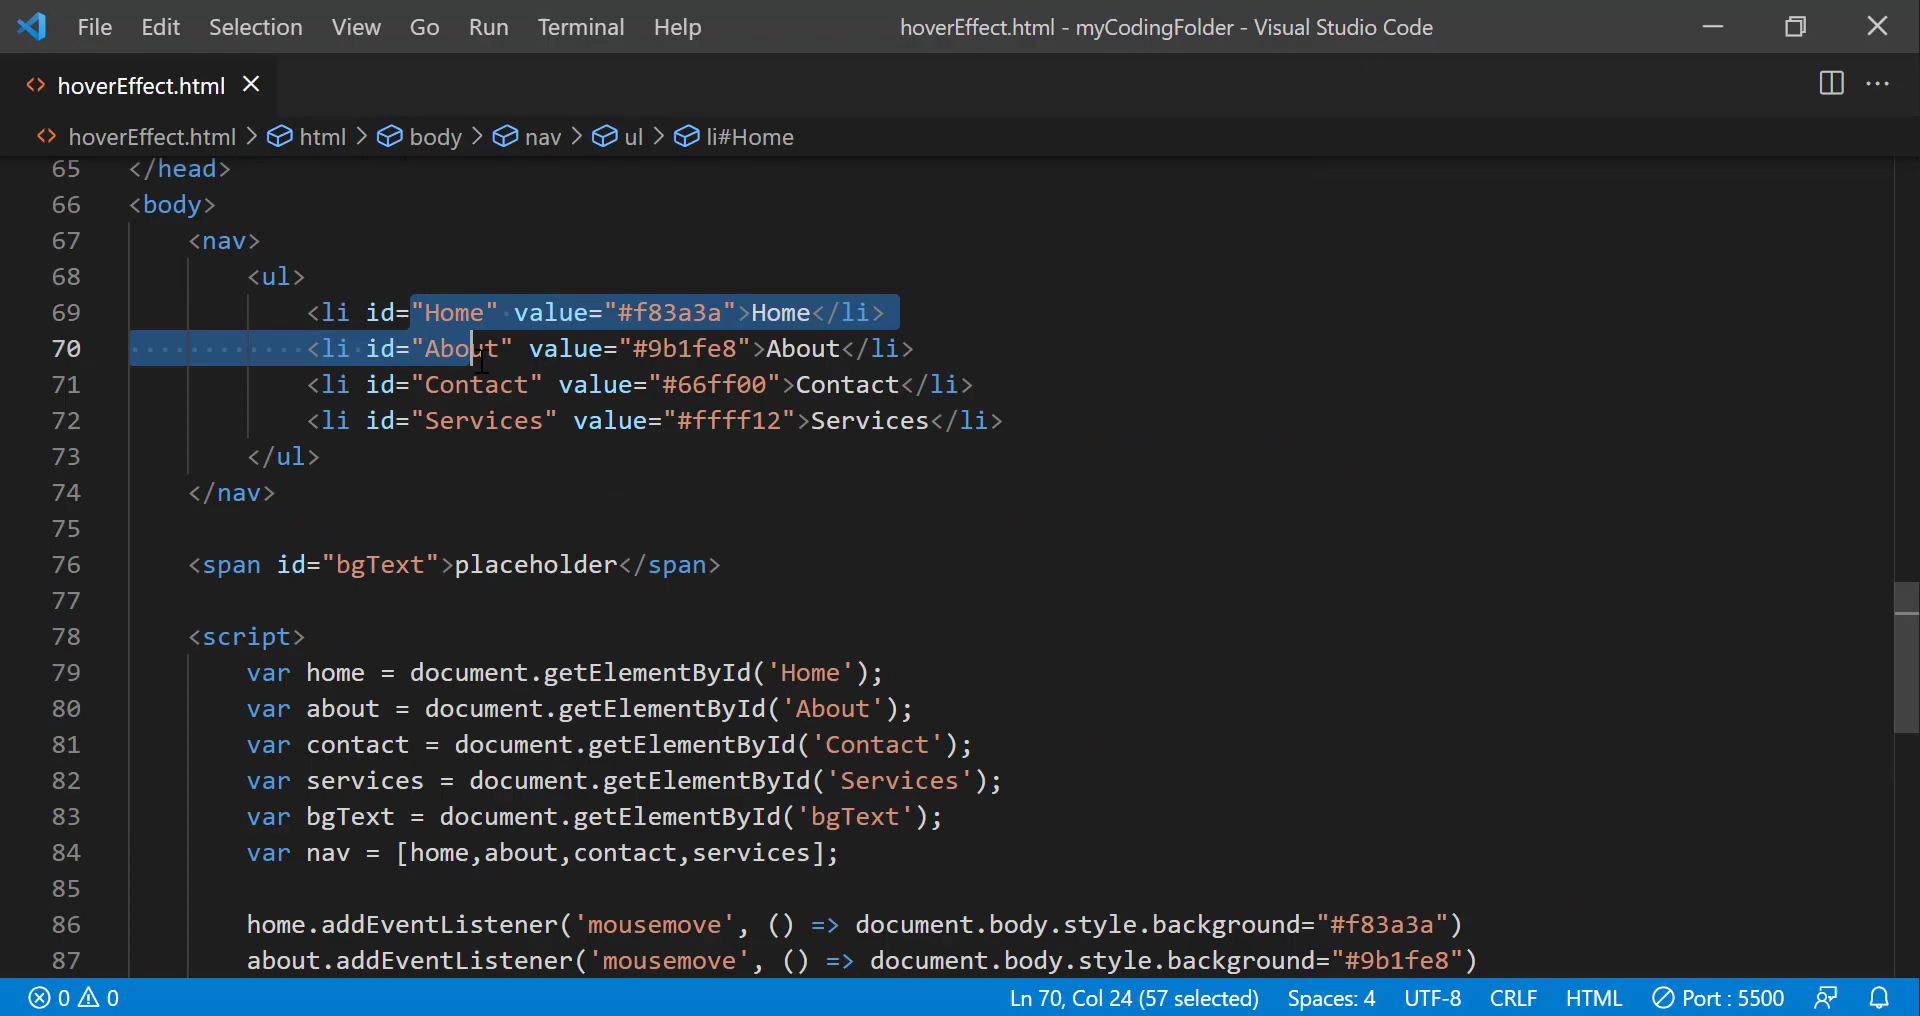 File Edit Selection View Go Run Terminal Help hoverEffect.html - myCodingFolder - Visual Studio Code
hoverEffect.html
hoverEffect.html > html > body > nav > ul > li#Home
65 </head>
66 <body>
67 <nav>
68 <ul>
69 <li id="Home" value="#f83a3a">Home</li>
70 <li id="About" value="#9b1fe8">About</li>
71 <li id="Contact" value="#66ff00">Contact</li>
72 <li id="Services" value="#ffff12">Services</li>
73 </ul>
74 </nav>
75
76 <span id="bgText">placeholder</span>
77
78 <script>
79 var home = document.getElementById('Home');
80 var about = document.getElementById('About');
81 var contact = document.getElementById('Contact');
82 var services = document.getElementById('Services');
83 var bgText = document.getElementById('bgText');
84 var nav = [home,about,contact,services];
85
86 home.addEventListener('mousemove', () => document.body.style.background="#f83a3a")
87 about.addEventListener('mousemove', () => document.body.style.background="#9b1fe8")
0 0 Ln 70, Col 24 (57 selected) Spaces: 4 UTF-8 CRLF HTML Port : 5500